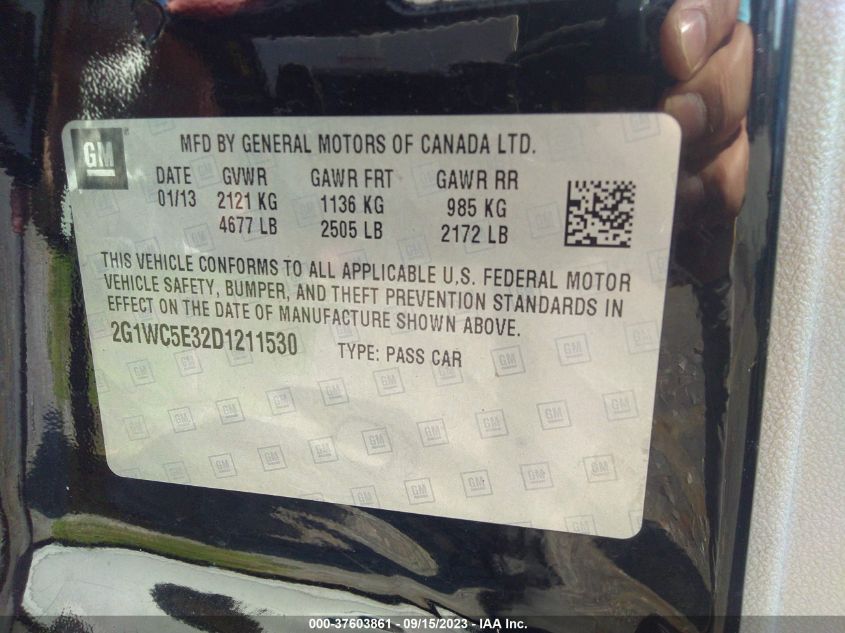 GM
MFD BY GENERAL MOTORS OF CANADA LTD.
DATE GVWR GAWR FRT GAWR RR
01/13 2121 KG 1136 KG 985 KG
4677 LB 2505 LB 2172 LB
THIS VEHICLE CONFORMS TO ALL APPLICABLE U.S. FEDERAL MOTOR
VEHICLE SAFETY, BUMPER, AND THEFT PREVENTION STANDARDS IN
EFFECT ON THE DATE OF MANUFACTURE SHOWN ABOVE.
2G1WC5E32D1211530 TYPE: PASS CAR
000-37603861 - 09/15/2023 - IAA Inc.